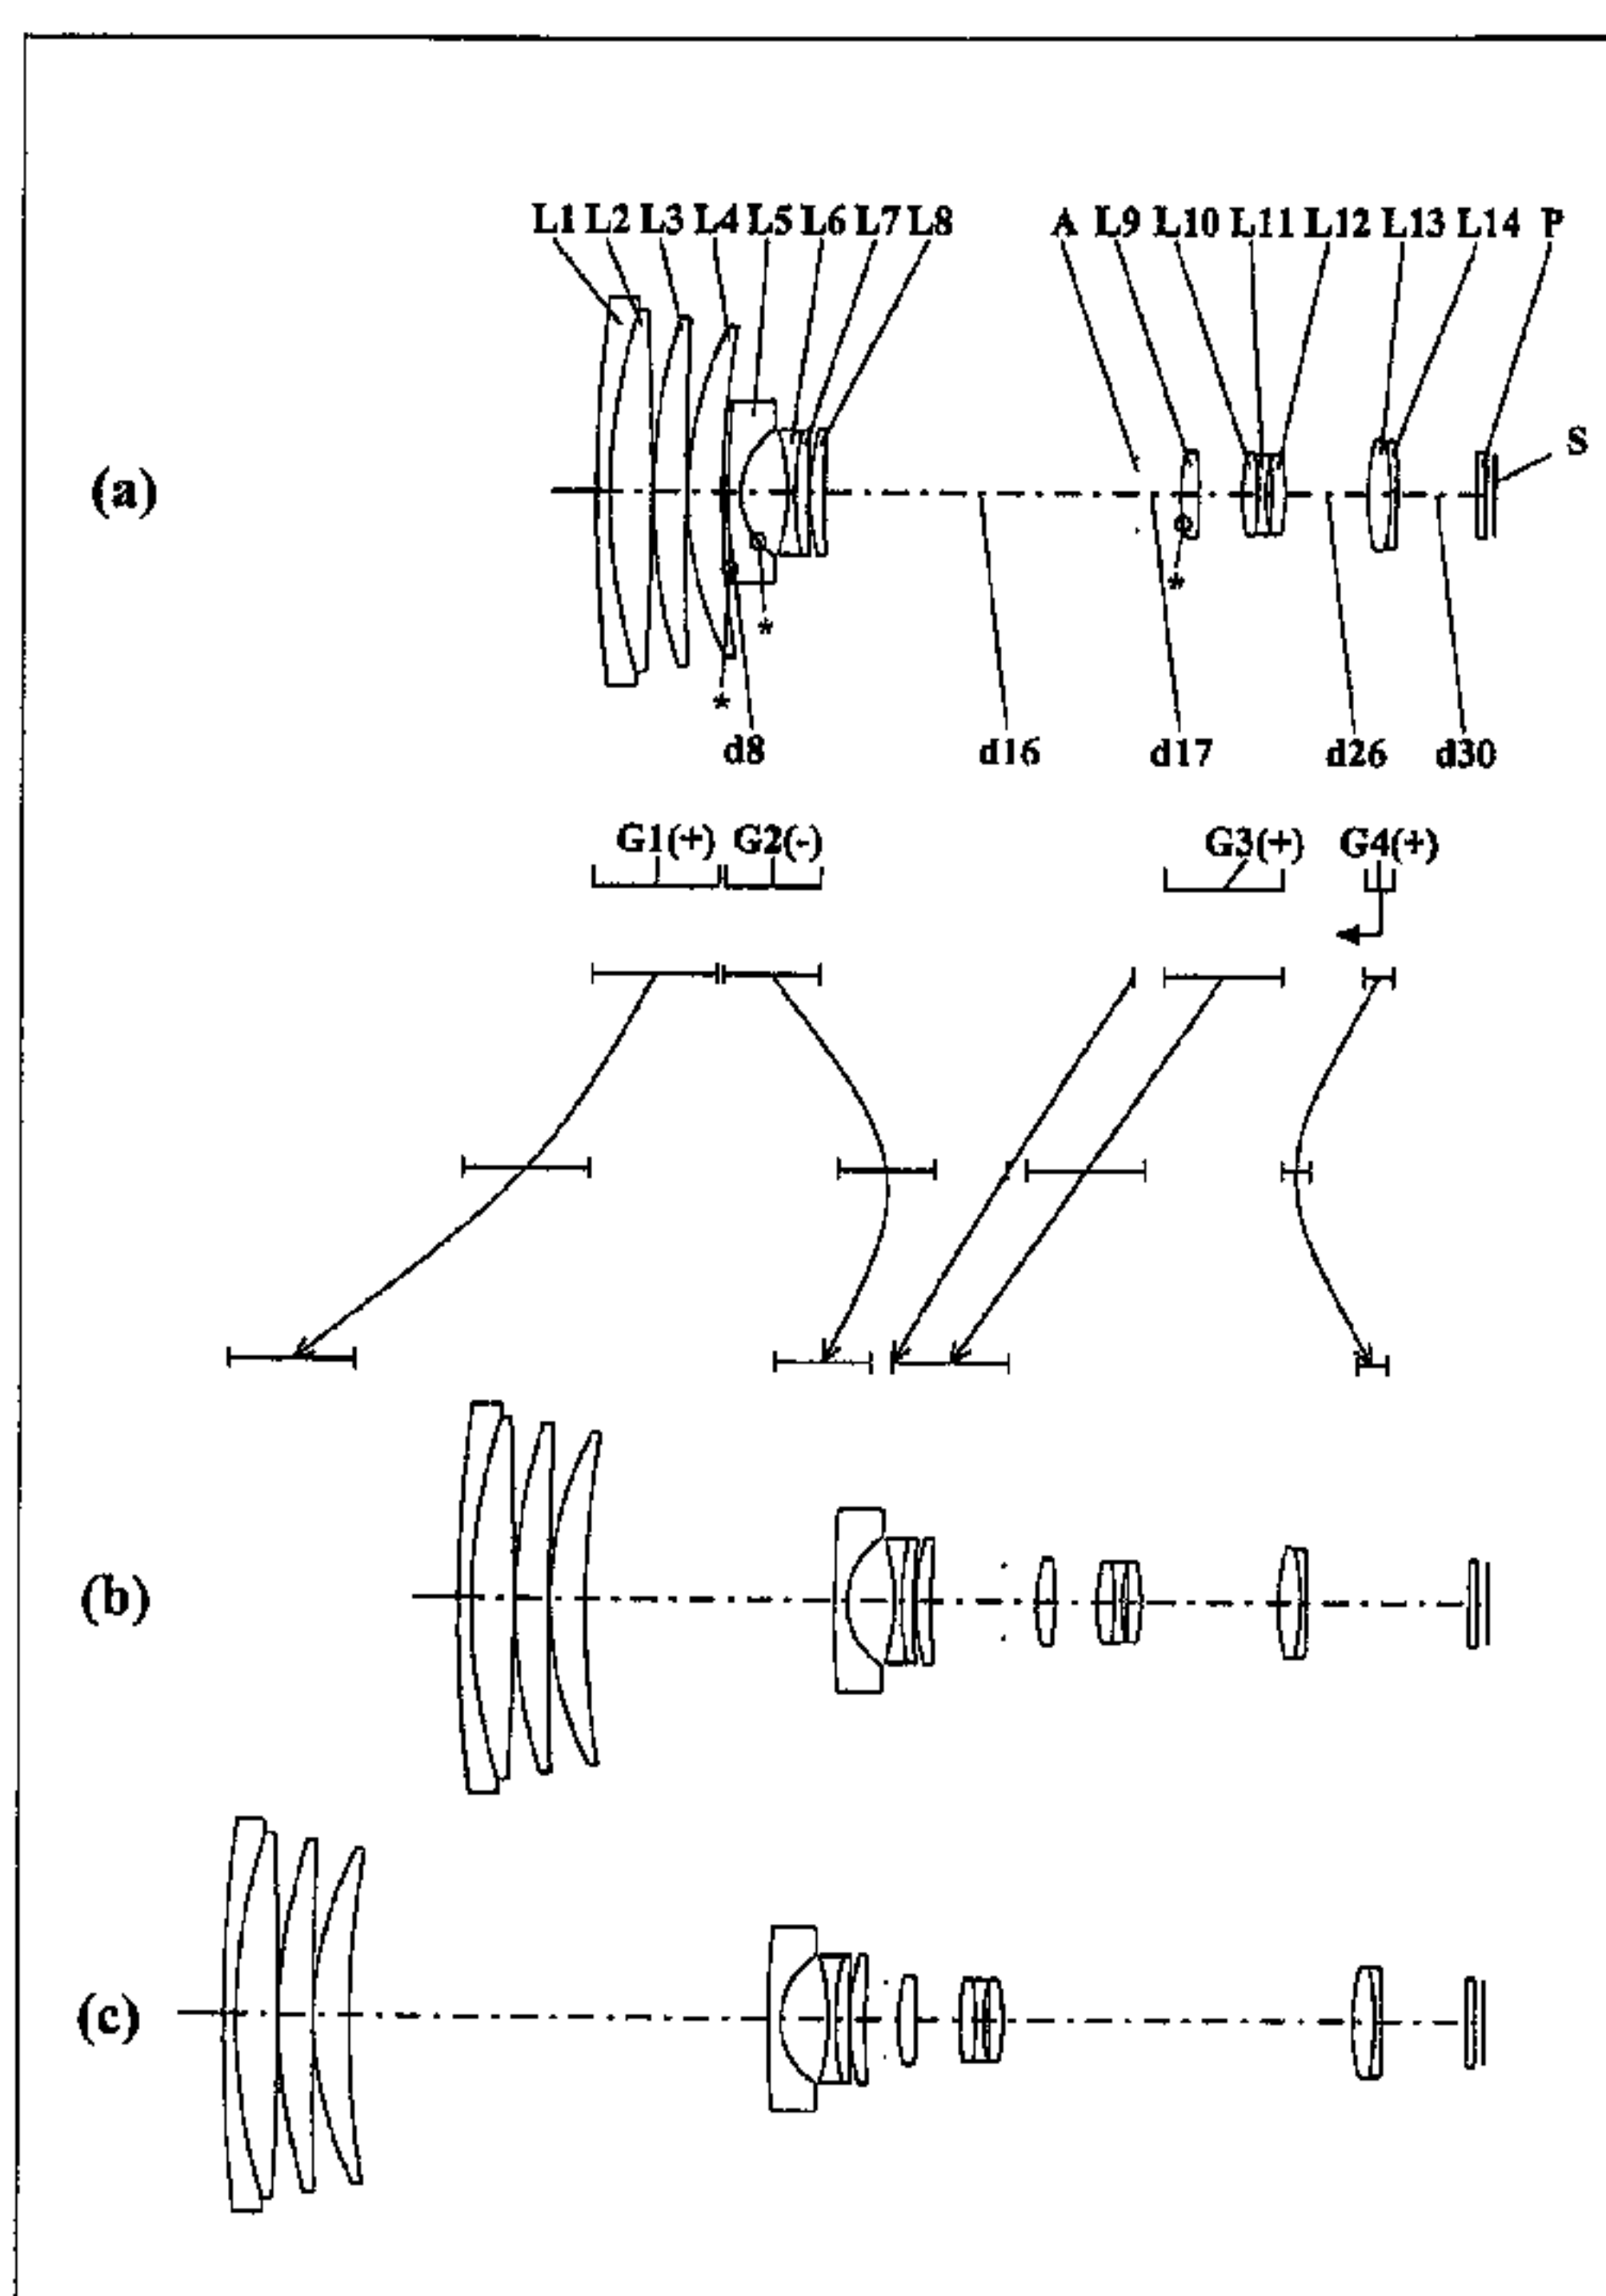 L1 L2 L3 L4 L5 L6 L7 L8 A L9 L10 L11 L12 L13 L14 P
S
(a)
* * *
d8 d16 d17 d26 d30
G1(+) G2(-) G3(+) G4(+)
(b)
(c)